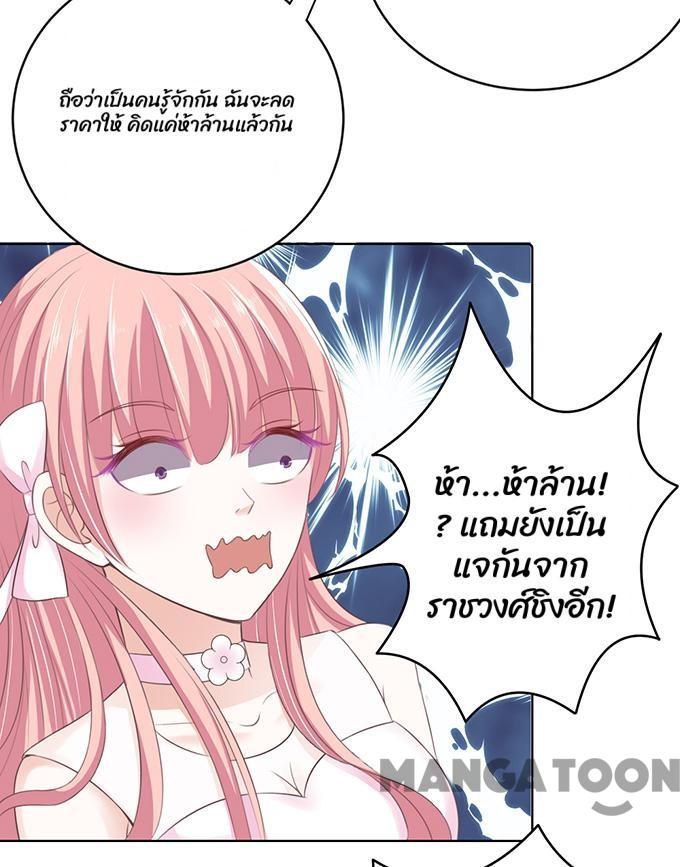 ถือว่าเป็นคนรู้จักกัน ฉันจะลด
ราคาให้ คิดแค่ห้าล้านแล้วกัน
ห้า...ห้าล้าน!
? แถมยังเป็น
แจกันจาก
ราชวงศ์ชิงอีก!
MANGATOON